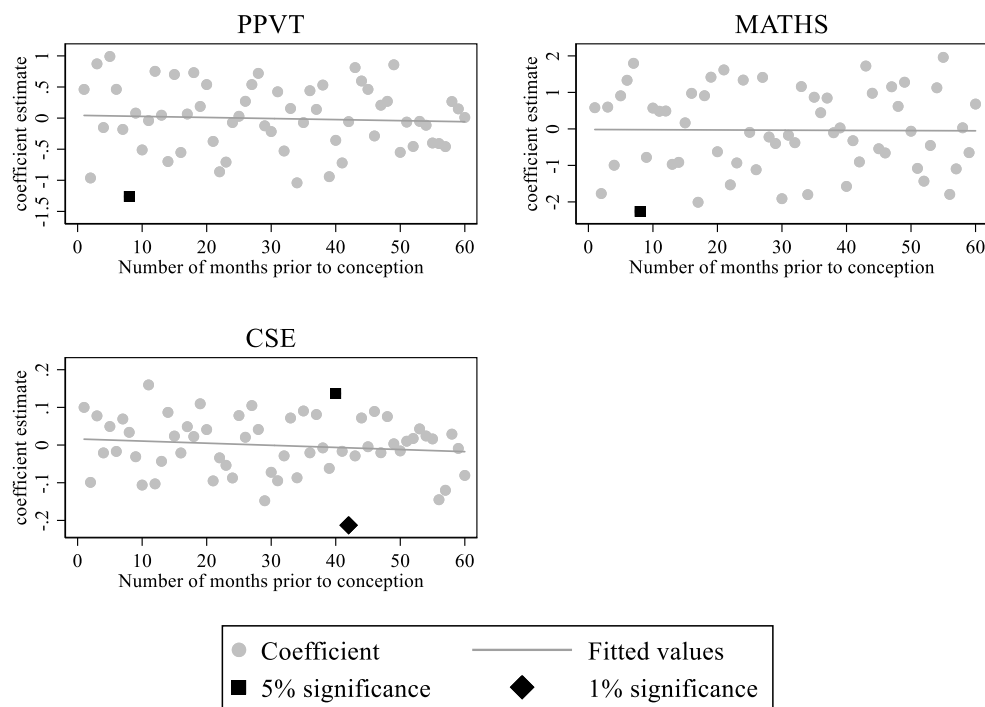 PPVT
coefficient estimate
1
.5
0
-.5
-1
-1.5
0 10 20 30 40 50 60
Number of months prior to conception
MATHS
coefficient estimate
2
1
0
-1
-2
0 10 20 30 40 50 60
Number of months prior to conception
CSE
coefficient estimate
.2
.1
0
-.1
-.2
0 10 20 30 40 50 60
Number of months prior to conception
Coefficient Fitted values
5% significance 1% significance